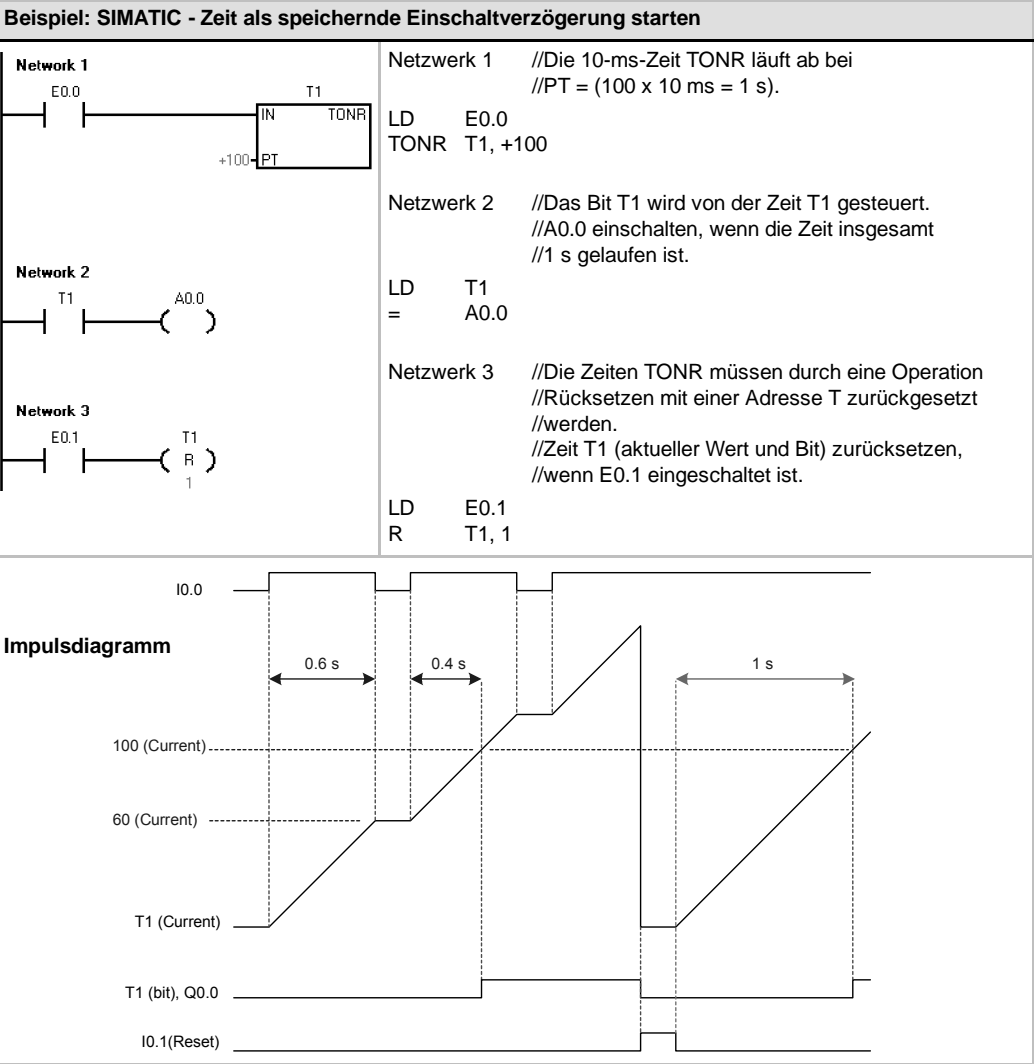 Beispiel: SIMATIC - Zeit als speichernde Einschaltverzögerung starten
Network 1
E0.0
T1
IN TONR
+100 PT
Network 2
T1 A0.0
Network 3
E0.1 T1
R
1
Netzwerk 1 //Die 10-ms-Zeit TONR läuft ab bei
//PT = (100 x 10 ms = 1 s).
LD E0.0
TONR T1, +100
Netzwerk 2 //Das Bit T1 wird von der Zeit T1 gesteuert.
//A0.0 einschalten, wenn die Zeit insgesamt
//1 s gelaufen ist.
LD T1
= A0.0
Netzwerk 3 //Die Zeiten TONR müssen durch eine Operation
//Rücksetzen mit einer Adresse T zurückgesetzt
//werden.
//Zeit T1 (aktueller Wert und Bit) zurücksetzen,
//wenn E0.1 eingeschaltet ist.
LD E0.1
R T1, 1
I0.0
Impulsdiagramm
0.6 s 0.4 s 1 s
100 (Current)
60 (Current)
T1 (Current)
T1 (bit), Q0.0
I0.1(Reset)